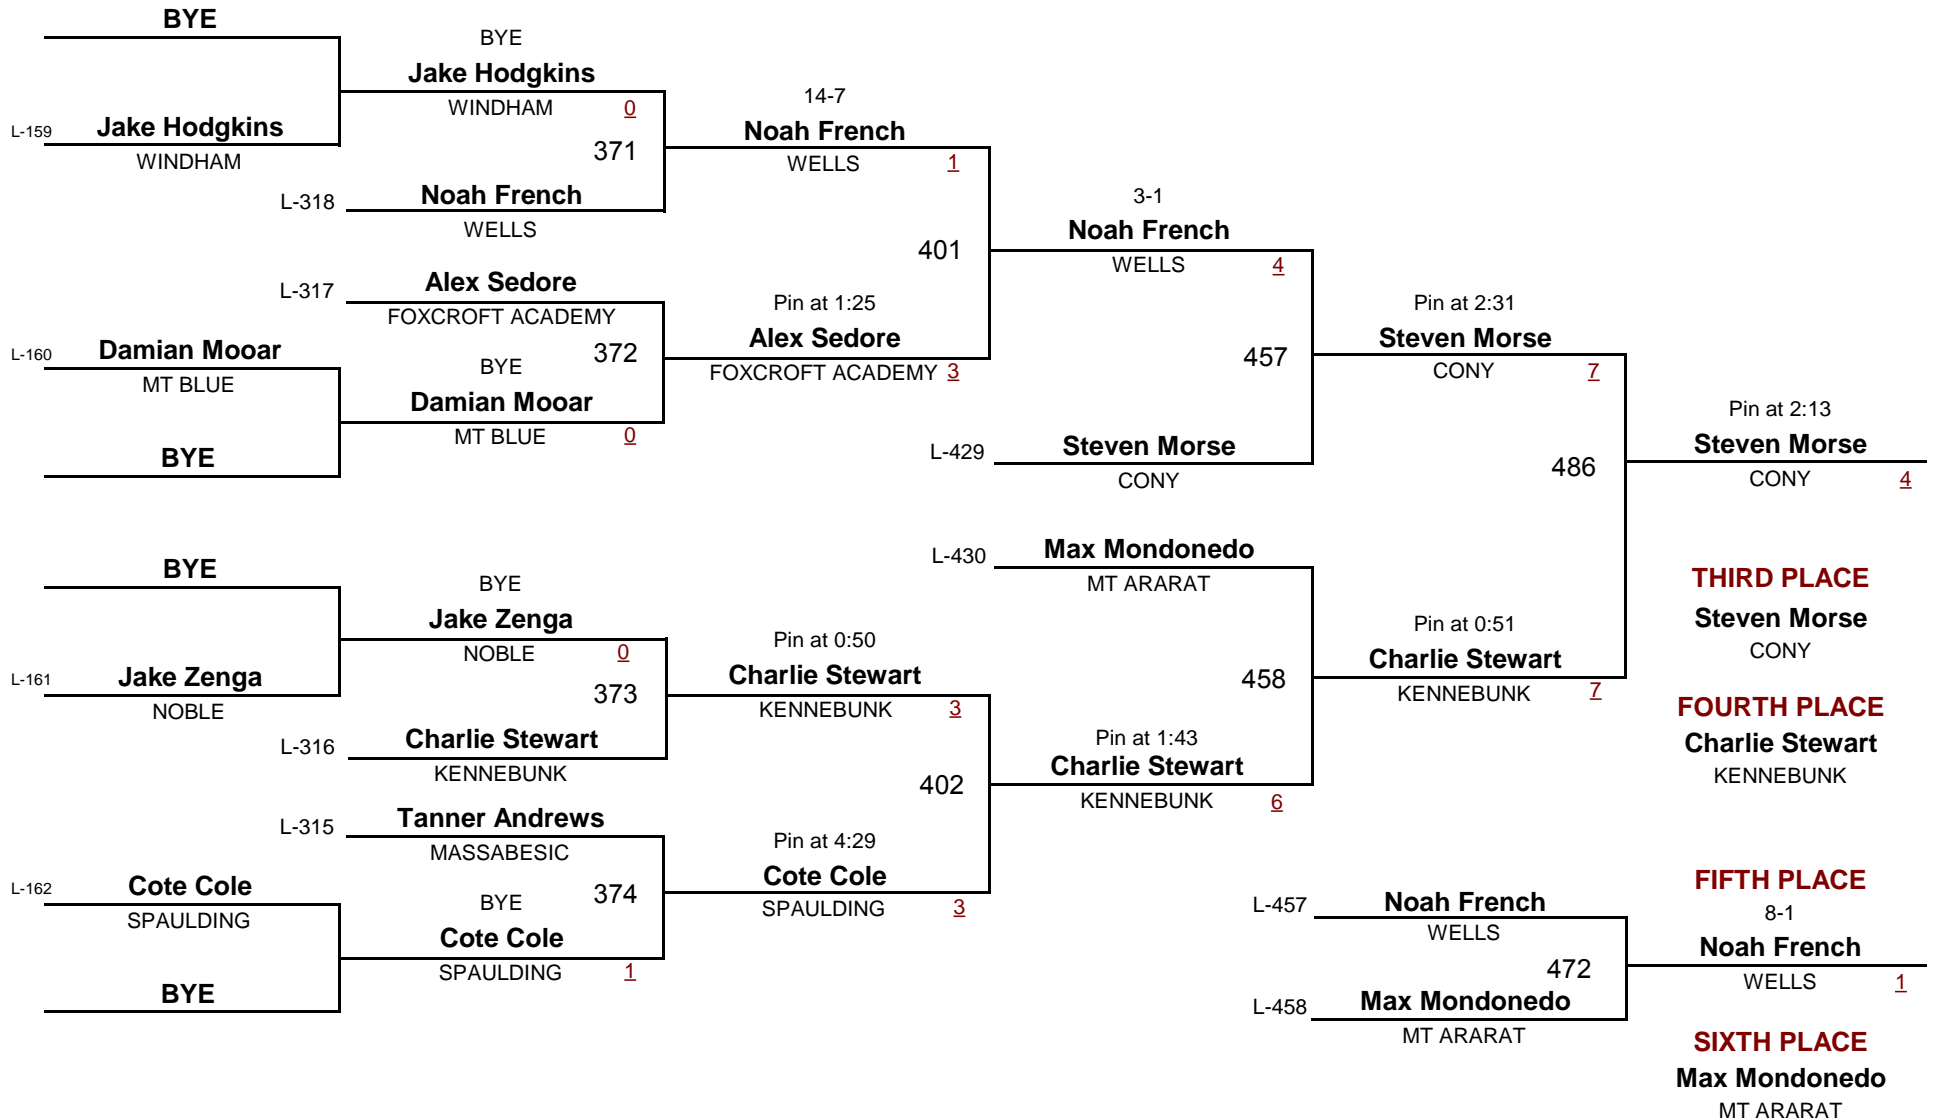 BYE
L-159 Jake Hodgkins
WINDHAM
BYE
Jake Hodgkins
WINDHAM 0
371
L-318 Noah French
WELLS
14-7
Noah French
WELLS 1
L-317 Alex Sedore
FOXCROFT ACADEMY
372
L-160 Damian Mooar
MT BLUE
BYE
BYE
Damian Mooar
MT BLUE 0
Pin at 1:25
Alex Sedore
FOXCROFT ACADEMY 3
401
3-1
Noah French
WELLS 4
457
L-429 Steven Morse
CONY
Pin at 2:31
Steven Morse
CONY 7
486
Pin at 2:13
Steven Morse
CONY 4
BYE
L-161 Jake Zenga
NOBLE
BYE
Jake Zenga
NOBLE 0
373
L-316 Charlie Stewart
KENNEBUNK
Pin at 0:50
Charlie Stewart
KENNEBUNK 3
L-315 Tanner Andrews
MASSABESIC
374
L-162 Cote Cole
SPAULDING
BYE
BYE
Cote Cole
SPAULDING 1
Pin at 4:29
Cote Cole
SPAULDING 3
402
L-430 Max Mondonedo
MT ARARAT
458
Pin at 1:43
Charlie Stewart
KENNEBUNK 6
Pin at 0:51
Charlie Stewart
KENNEBUNK 7
THIRD PLACE
Steven Morse
CONY
FOURTH PLACE
Charlie Stewart
KENNEBUNK
L-457 Noah French
WELLS
472
L-458 Max Mondonedo
MT ARARAT
FIFTH PLACE
8-1
Noah French
WELLS 1
SIXTH PLACE
Max Mondonedo
MT ARARAT